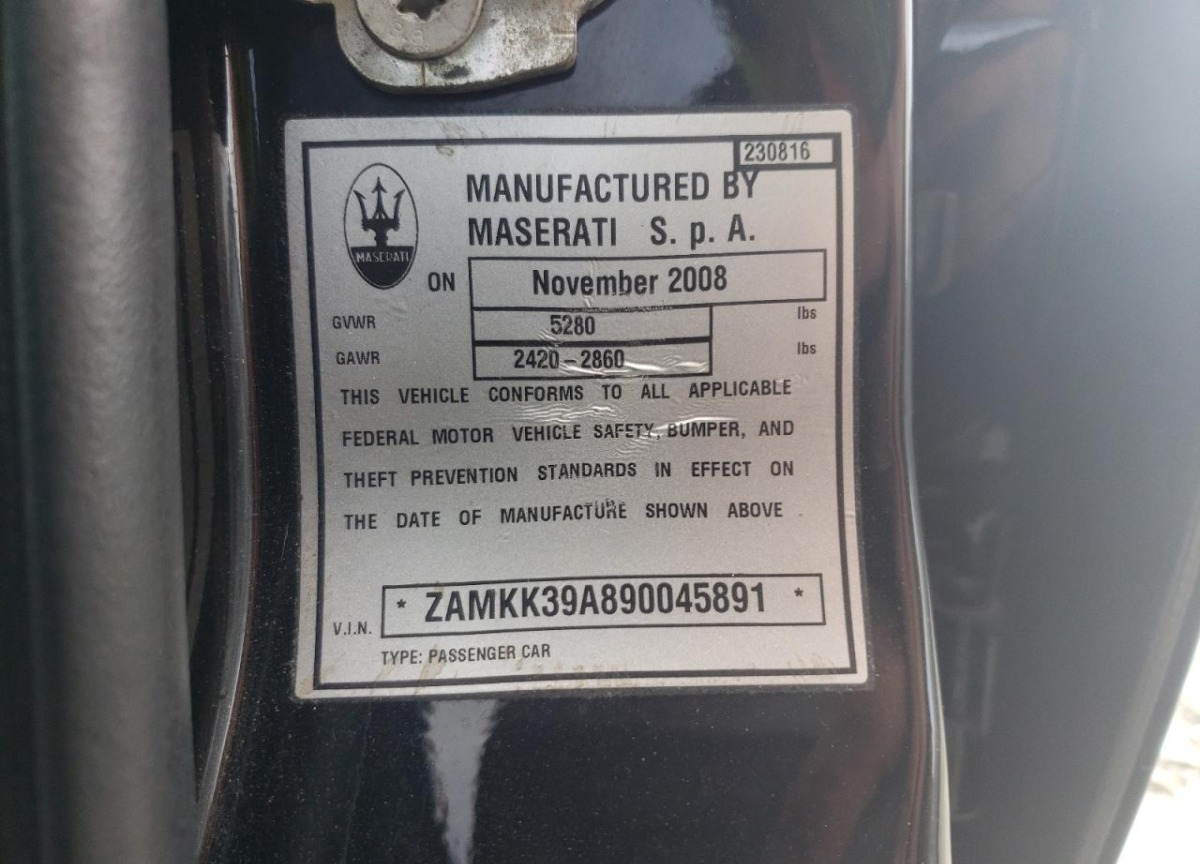 230816
MANUFACTURED BY
MASERATI S. p. A.
MASERATI
ON November 2008
GVWR 5280 lbs
GAWR 2420-2860 lbs
THIS VEHICLE CONFORMS TO ALL APPLICABLE
FEDERAL MOTOR VEHICLE SAFETY, BUMPER, AND
THEFT PREVENTION STANDARDS IN EFFECT ON
THE DATE OF MANUFACTURE SHOWN ABOVE
V.I.N. * ZAMKK39A890045891 *
TYPE: PASSENGER CAR